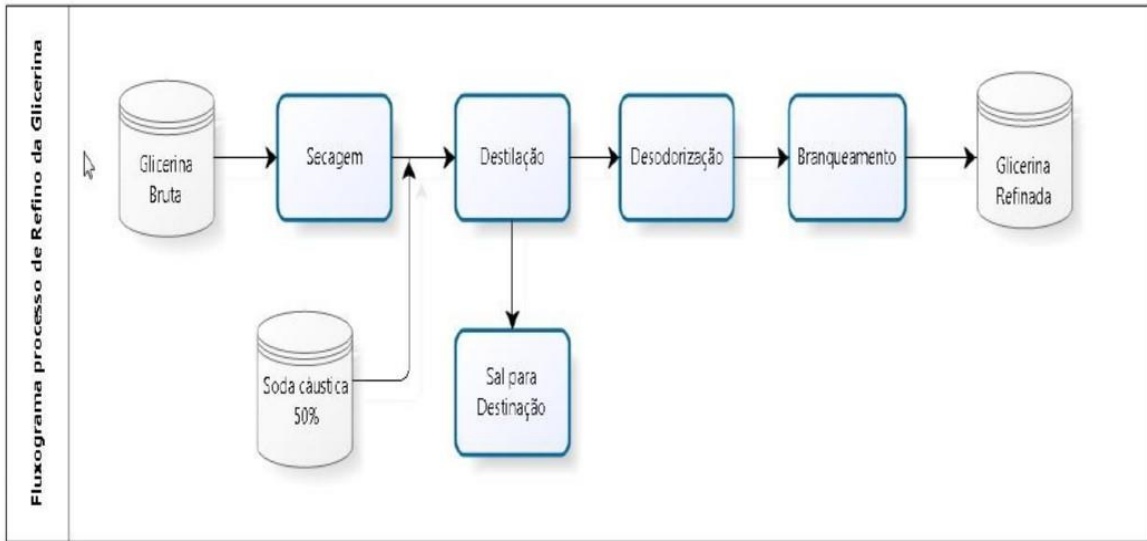 Fluxograma processo de Refino da Glicerina
Glicerina
Bruta
Secagem
Destilação
Desodorização
Branqueamento
Glicerina
Refinada
Soda cáustica
50%
Sal para
Destinação